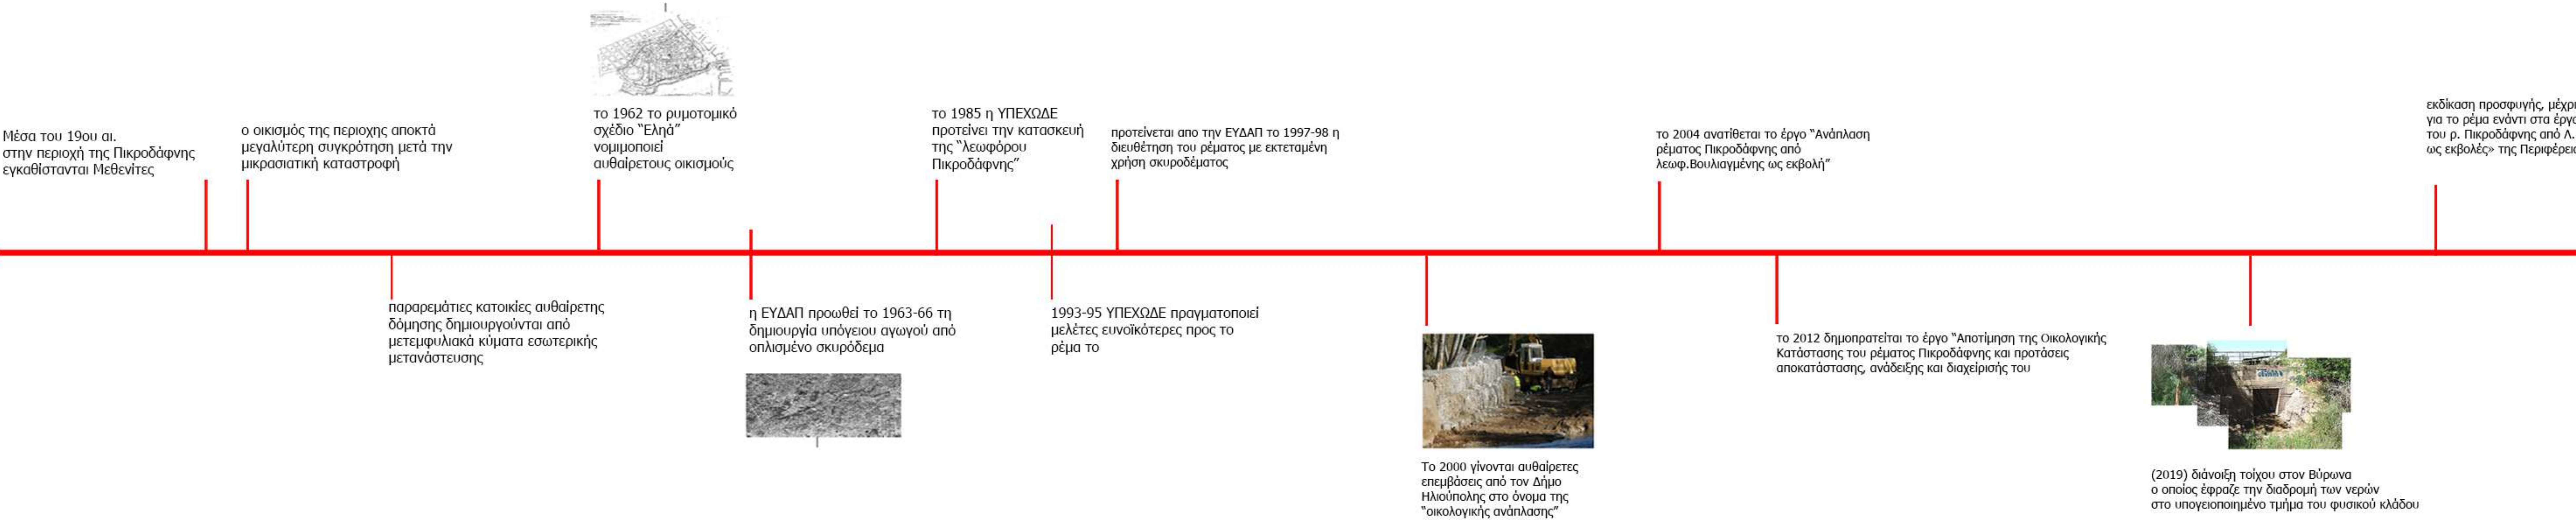 Μέσα του 19ου αι.
στην περιοχή της Πικροδάφνης
εγκαθίστανται Μεθενίτες
ο οικισμός της περιοχης αποκτά
μεγαλύτερη συγκρότηση μετά την
μικρασιατική καταστροφή
παραρεμάτιες κατοικίες αυθαίρετης
δόμησης δημιουργούνται από
μετεμφυλιακά κύματα εσωτερικής
μετανάστευσης
το 1962 το ρυμοτομικό
σχέδιο “Εληά”
νομιμοποιεί
αυθαίρετους οικισμούς
η ΕΥΔΑΠ προωθεί το 1963-66 τη
δημιουργία υπόγειου αγωγού από
οπλισμένο σκυρόδεμα
το 1985 η ΥΠΕΧΩΔΕ
προτείνει την κατασκευή
της “λεωφόρου
Πικροδάφνης”
1993-95 ΥΠΕΧΩΔΕ πραγματοποιεί
μελέτες ευνοϊκότερες προς το
ρέμα το
προτείνεται απο την ΕΥΔΑΠ το 1997-98 η
διευθέτηση του ρέματος με εκτεταμένη
χρήση σκυροδέματος
Το 2000 γίνονται αυθαίρετες
επεμβάσεις από τον Δήμο
Ηλιούπολης στο όνομα της
“οικολογικής ανάπλασης”
το 2004 ανατίθεται το έργο “Ανάπλαση
ρέματος Πικροδάφνης από
λεωφ.Βουλιαγμένης ως εκβολή”
το 2012 δημοπρατείται το έργο “Αποτίμηση της Οικολογικής
Κατάστασης του ρέματος Πικροδάφνης και προτάσεις
αποκατάστασης, ανάδειξης και διαχείρισής του
(2019) διάνοιξη τοίχου στον Βύρωνα
ο οποίος έφραζε την διαδρομή των νερών
στο υπογειοποιημένο τμήμα του φυσικού κλάδου
εκδίκαση προσφυγής, μέχρι
για το ρέμα ενάντι στα έργα
του ρ. Πικροδάφνης από Λ.
ως εκβολές» της Περιφέρεια